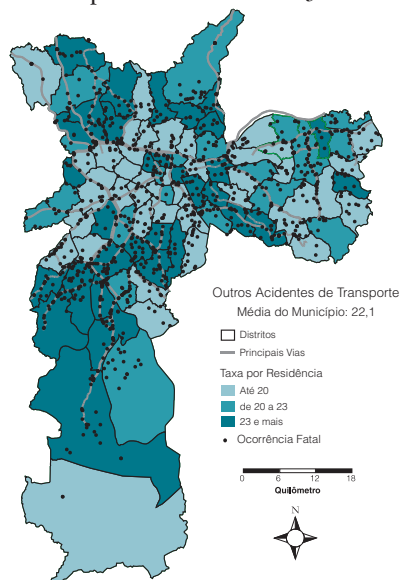 Outros Acidentes de Transporte
Média do Município: 22,1
Distritos
Principais Vias
Taxa por Residência
Até 20
de 20 a 23
23 e mais
Ocorrência Fatal
0 6 12 18
Quilômetro
N